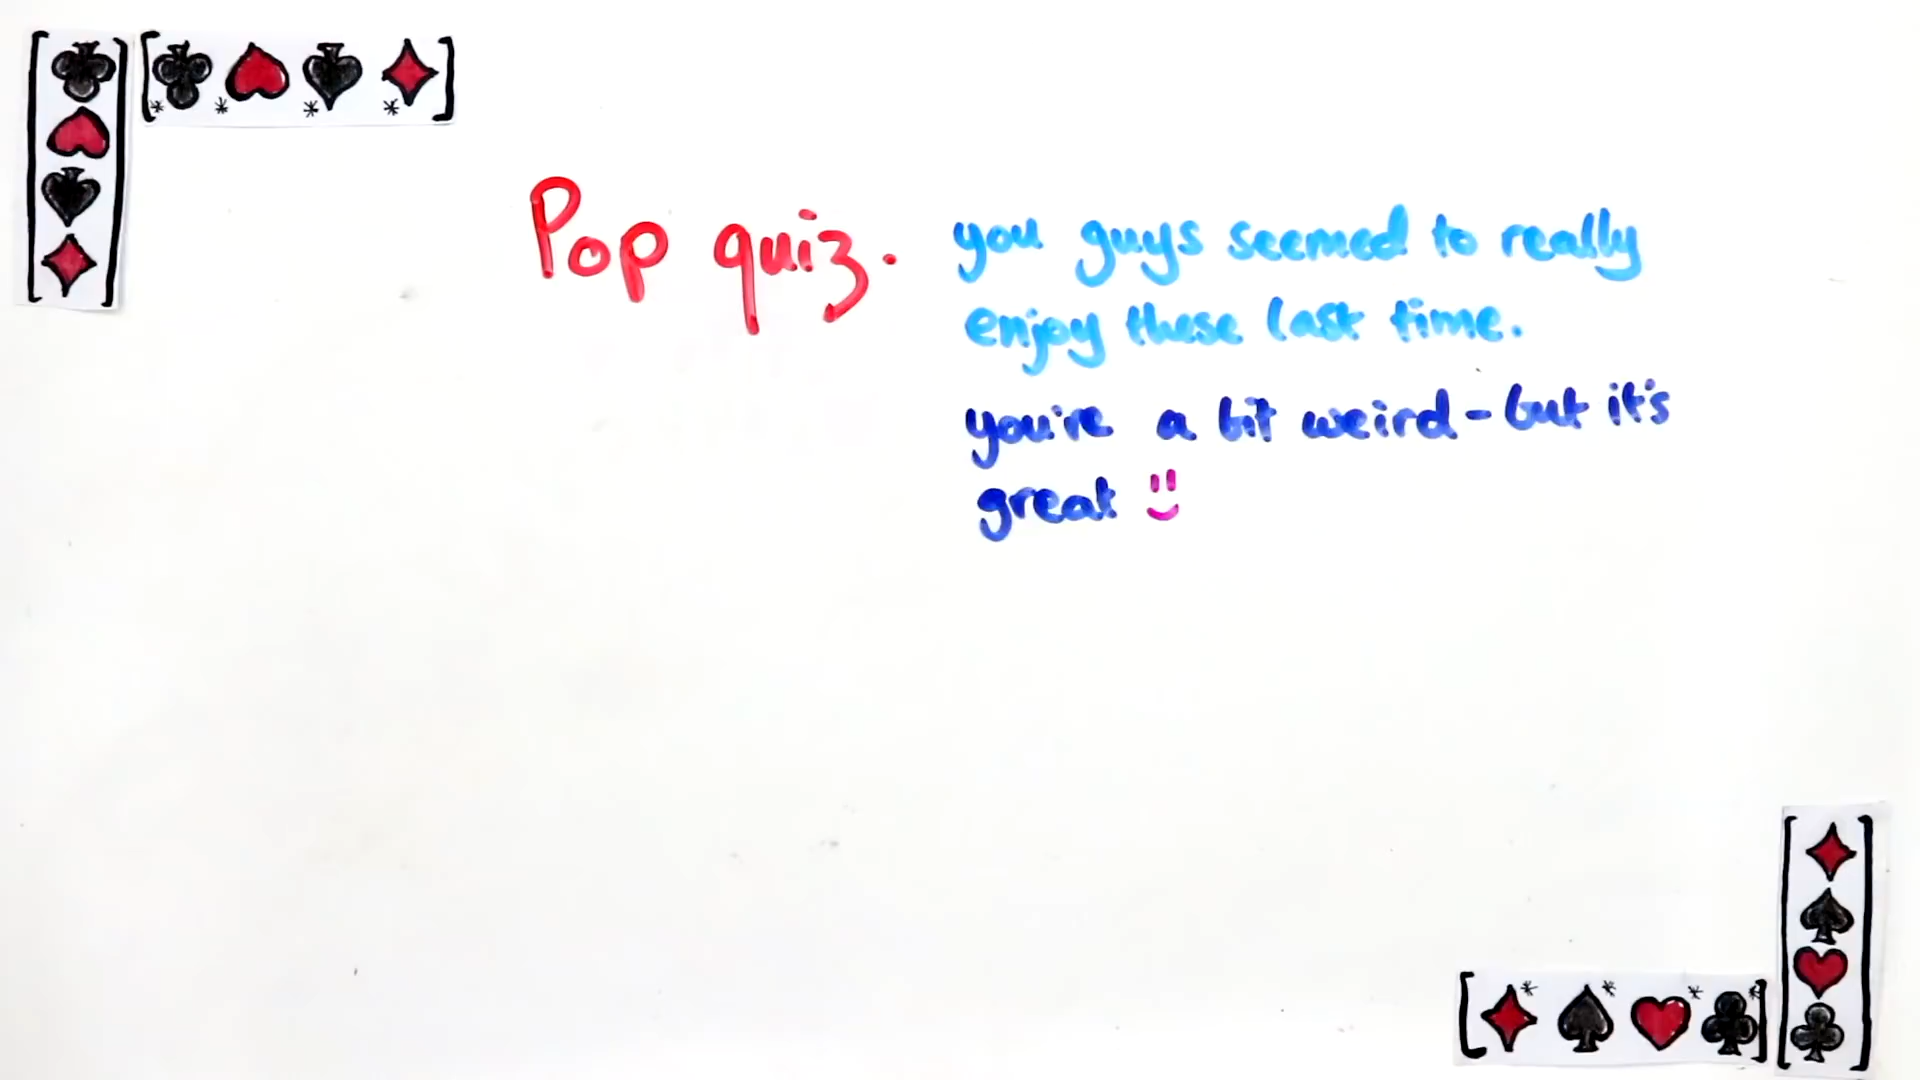 Pop quiz.
you guys seemed to really
enjoy these last time.
you're a bit weird - but it's
great